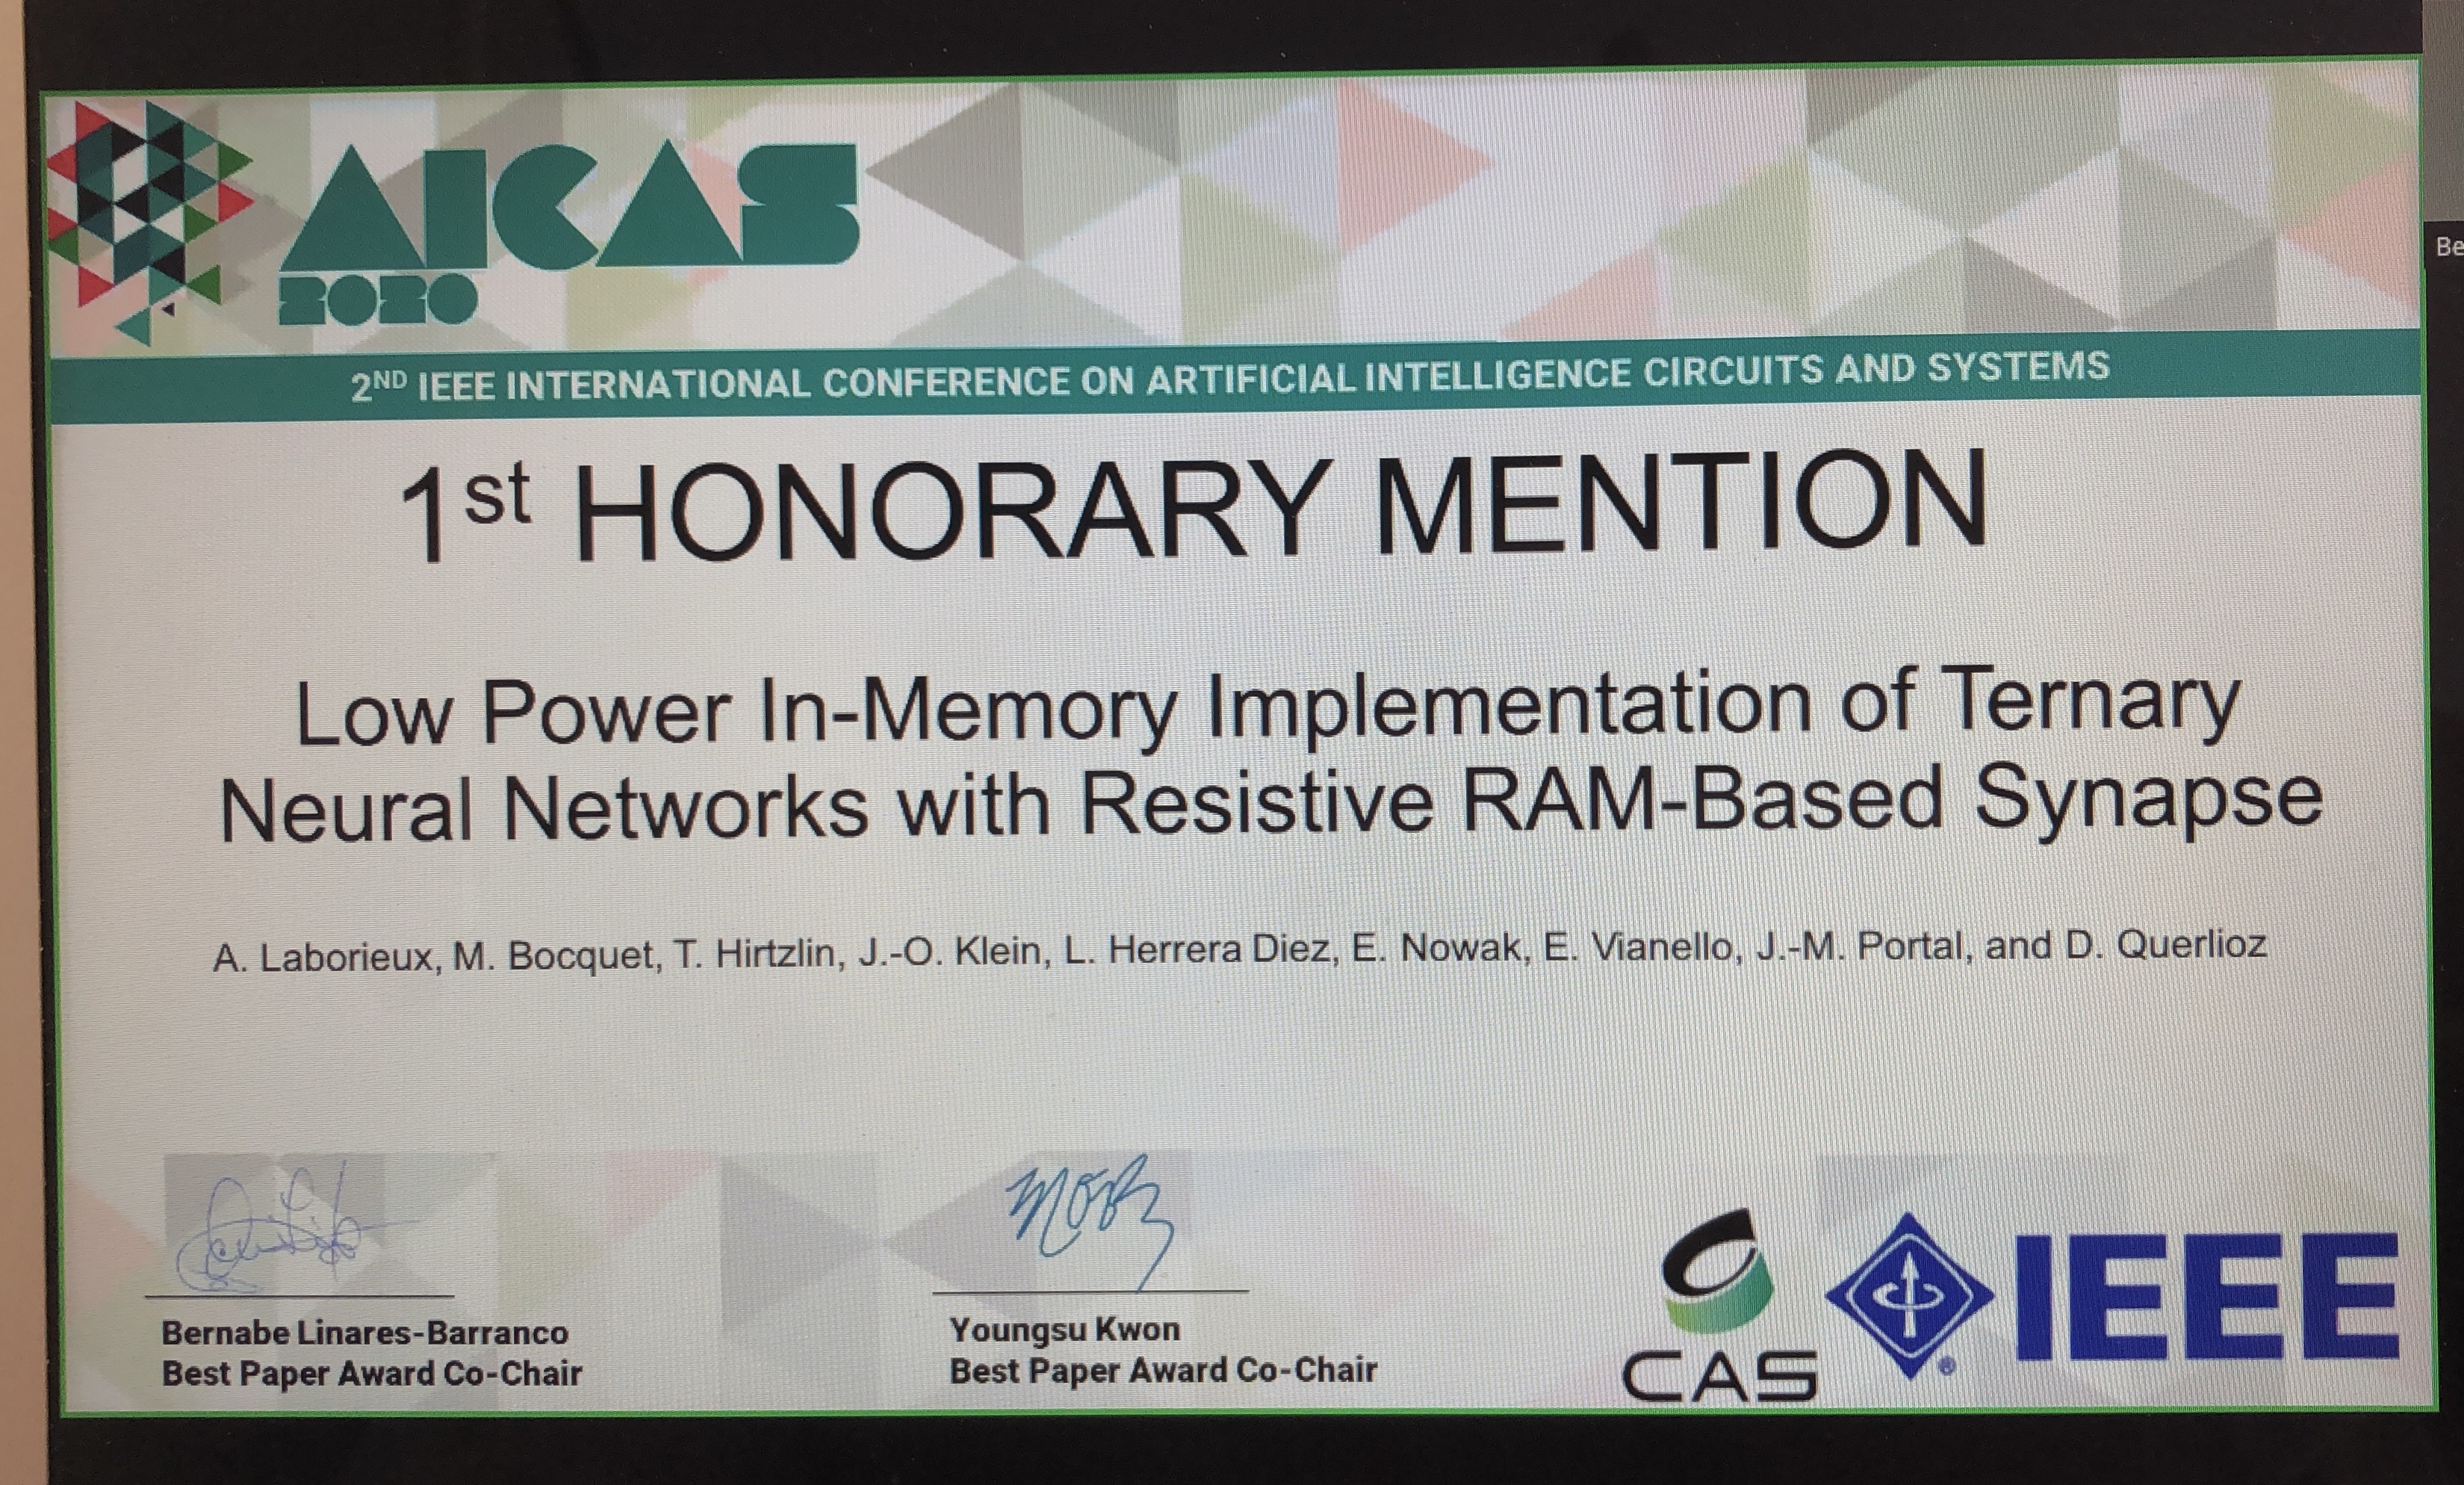 AICAS
2020
2ND IEEE INTERNATIONAL CONFERENCE ON ARTIFICIAL INTELLIGENCE CIRCUITS AND SYSTEMS
1st HONORARY MENTION
Low Power In-Memory Implementation of Ternary
Neural Networks with Resistive RAM-Based Synapse
A. Laborieux, M. Bocquet, T. Hirtzlin, J.-O. Klein, L. Herrera Diez, E. Nowak, E. Vianello, J.-M. Portal, and D. Querlioz
Bernabe Linares-Barranco
Best Paper Award Co-Chair
Youngsu Kwon
Best Paper Award Co-Chair
CAS
®
IEEE
Be